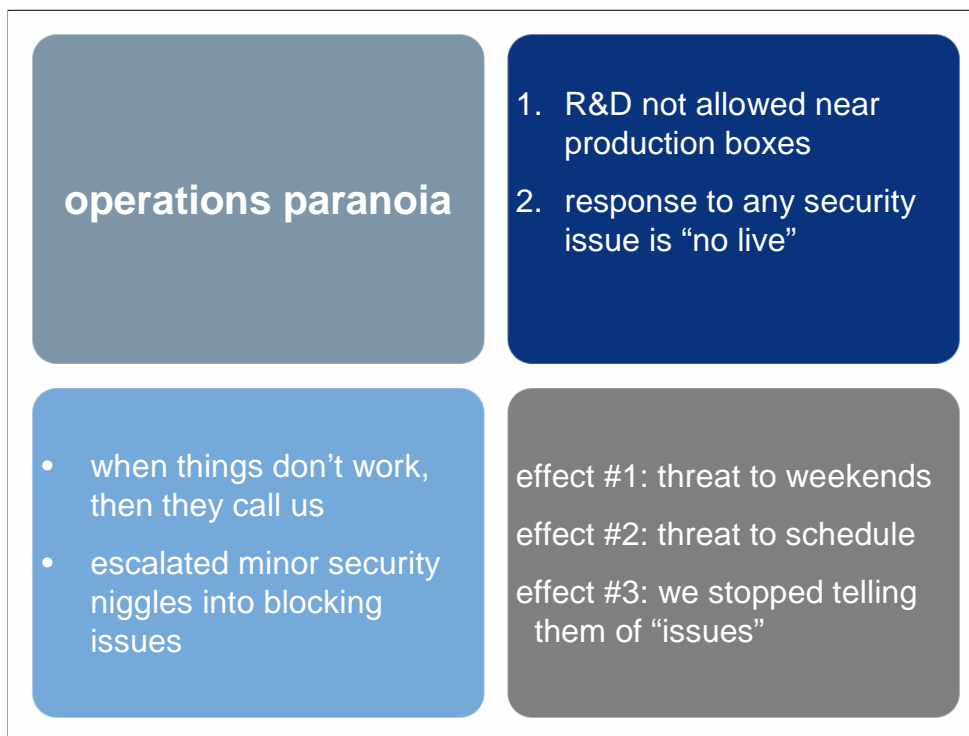 operations paranoia
1. R&D not allowed near
production boxes
2. response to any security
issue is “no live”
• when things don’t work,
then they call us
• escalated minor security
niggles into blocking
issues
effect #1: threat to weekends
effect #2: threat to schedule
effect #3: we stopped telling
them of “issues”